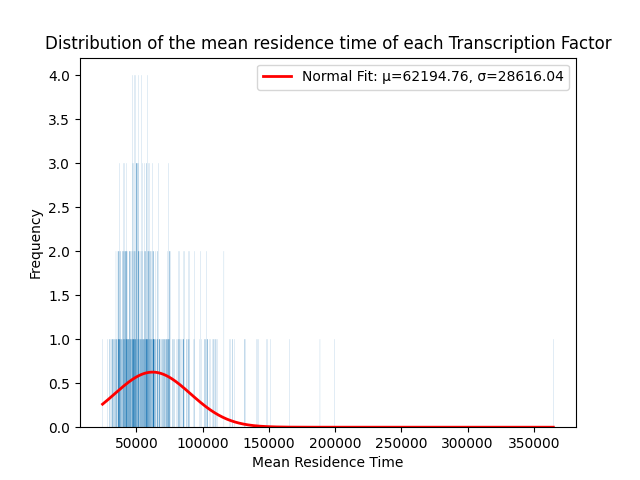 Distribution of the mean residence time of each Transcription Factor
Normal Fit: μ=62194.76, σ=28616.04
Frequency
4.0
3.5
3.0
2.5
2.0
1.5
1.0
0.5
0.0
50000 100000 150000 200000 250000 300000 350000
Mean Residence Time